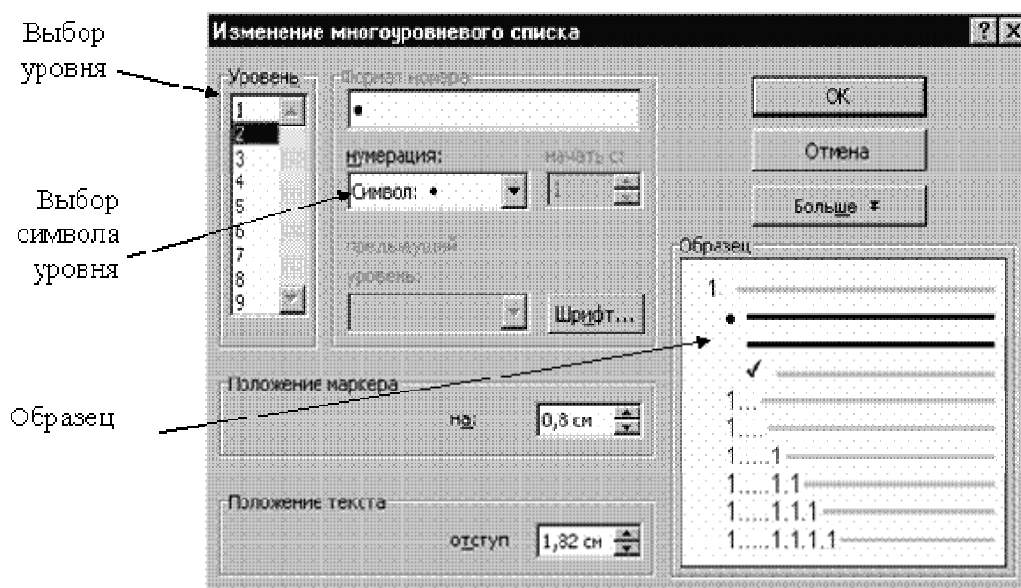 Выбор
уровня
Выбор
символа
уровня
Образец
Изменение многоуровневого списка
? X
Уровень
1
2
3
4
5
6
7
8
9
Формат номера
•
нумерация:
начать с:
Символ: •
1
предыдущей
уровень:
Шрифт...
Положение маркера
на:
0,8 см
Положение текста
отступ
1,82 см
ОК
Отмена
Больше
Образец
1.
•
✓
1....
1.....
1.....1
1.....1.1
1.....1.1.1
1.....1.1.1.1